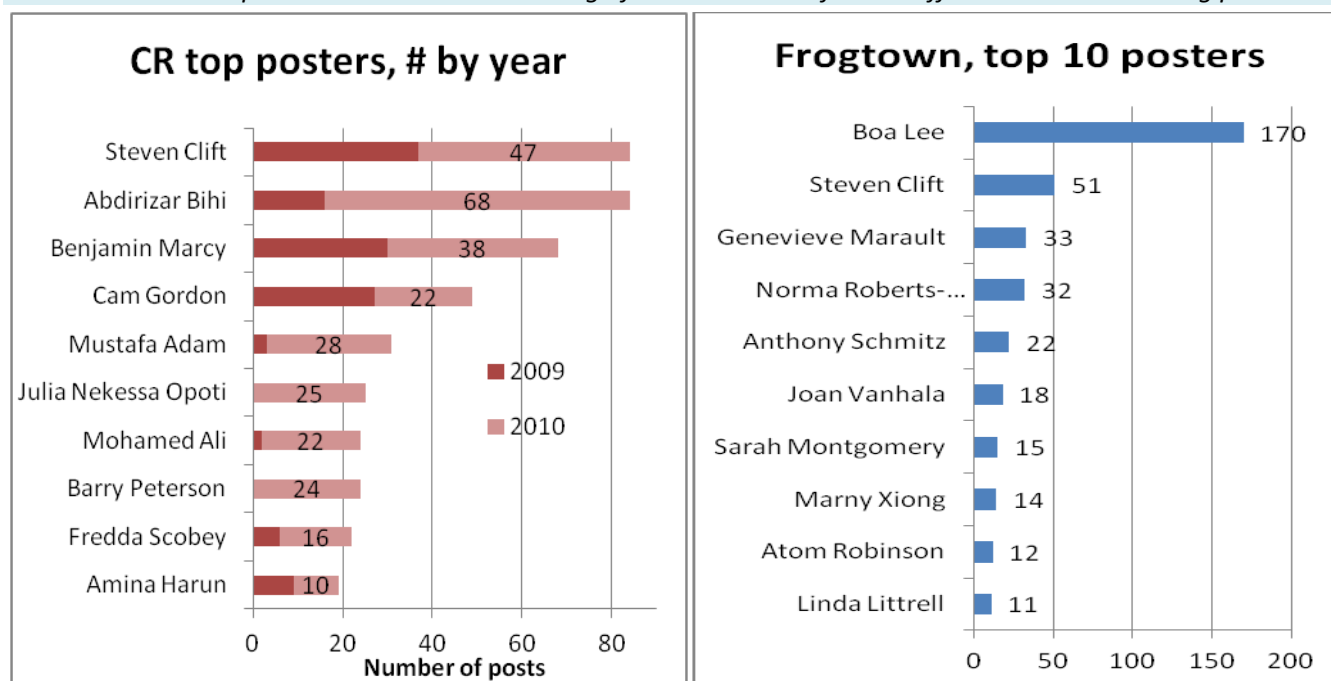 CR top posters, # by year
Steven Clift 47
Abdirizar Bihi 68
Benjamin Marcy 38
Cam Gordon 22
Mustafa Adam 28
Julia Nekessa Opoti 25
Mohamed Ali 22
Barry Peterson 24
Fredda Scobey 16
Amina Harun 10
2009
2010
0 20 40 60 80
Number of posts
Frogtown, top 10 posters
Boa Lee 170
Steven Clift 51
Genevieve Marault 33
Norma Roberts-... 32
Anthony Schmitz 22
Joan Vanhala 18
Sarah Montgomery 15
Marny Xiong 14
Atom Robinson 12
Linda Littrell 11
0 50 100 150 200